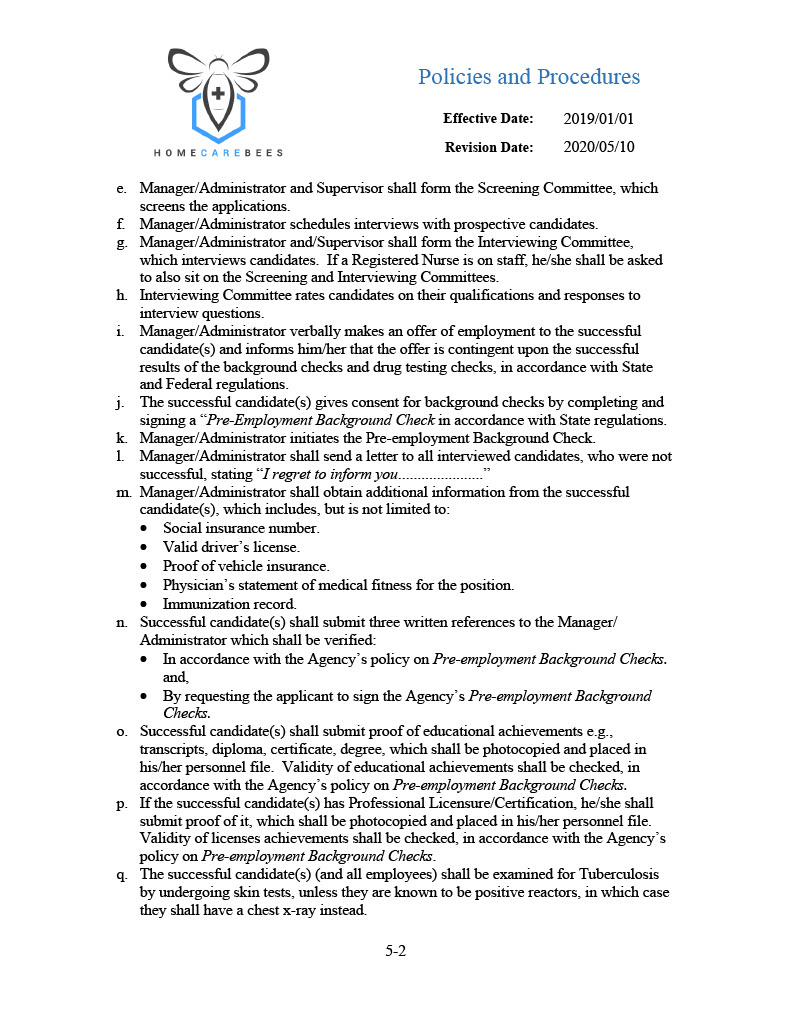 Policies and Procedures
Effective Date: 2019/01/01
Revision Date: 2020/05/10
HOMECAREBEES
e. Manager/Administrator and Supervisor shall form the Screening Committee, which
screens the applications.
f. Manager/Administrator schedules interviews with prospective candidates.
g. Manager/Administrator and/Supervisor shall form the Interviewing Committee,
which interviews candidates. If a Registered Nurse is on staff, he/she shall be asked
to also sit on the Screening and Interviewing Committees.
h. Interviewing Committee rates candidates on their qualifications and responses to
interview questions.
i. Manager/Administrator verbally makes an offer of employment to the successful
candidate(s) and informs him/her that the offer is contingent upon the successful
results of the background checks and drug testing checks, in accordance with State
and Federal regulations.
j. The successful candidate(s) gives consent for background checks by completing and
signing a “Pre-Employment Background Check in accordance with State regulations.
k. Manager/Administrator initiates the Pre-employment Background Check.
l. Manager/Administrator shall send a letter to all interviewed candidates, who were not
successful, stating “I regret to inform you......................”
m. Manager/Administrator shall obtain additional information from the successful
candidate(s), which includes, but is not limited to:
• Social insurance number.
• Valid driver’s license.
• Proof of vehicle insurance.
• Physician’s statement of medical fitness for the position.
• Immunization record.
n. Successful candidate(s) shall submit three written references to the Manager/
Administrator which shall be verified:
• In accordance with the Agency’s policy on Pre-employment Background Checks.
and,
• By requesting the applicant to sign the Agency’s Pre-employment Background
Checks.
o. Successful candidate(s) shall submit proof of educational achievements e.g.,
transcripts, diploma, certificate, degree, which shall be photocopied and placed in
his/her personnel file. Validity of educational achievements shall be checked, in
accordance with the Agency’s policy on Pre-employment Background Checks.
p. If the successful candidate(s) has Professional Licensure/Certification, he/she shall
submit proof of it, which shall be photocopied and placed in his/her personnel file.
Validity of licenses achievements shall be checked, in accordance with the Agency’s
policy on Pre-employment Background Checks.
q. The successful candidate(s) (and all employees) shall be examined for Tuberculosis
by undergoing skin tests, unless they are known to be positive reactors, in which case
they shall have a chest x-ray instead.
5-2